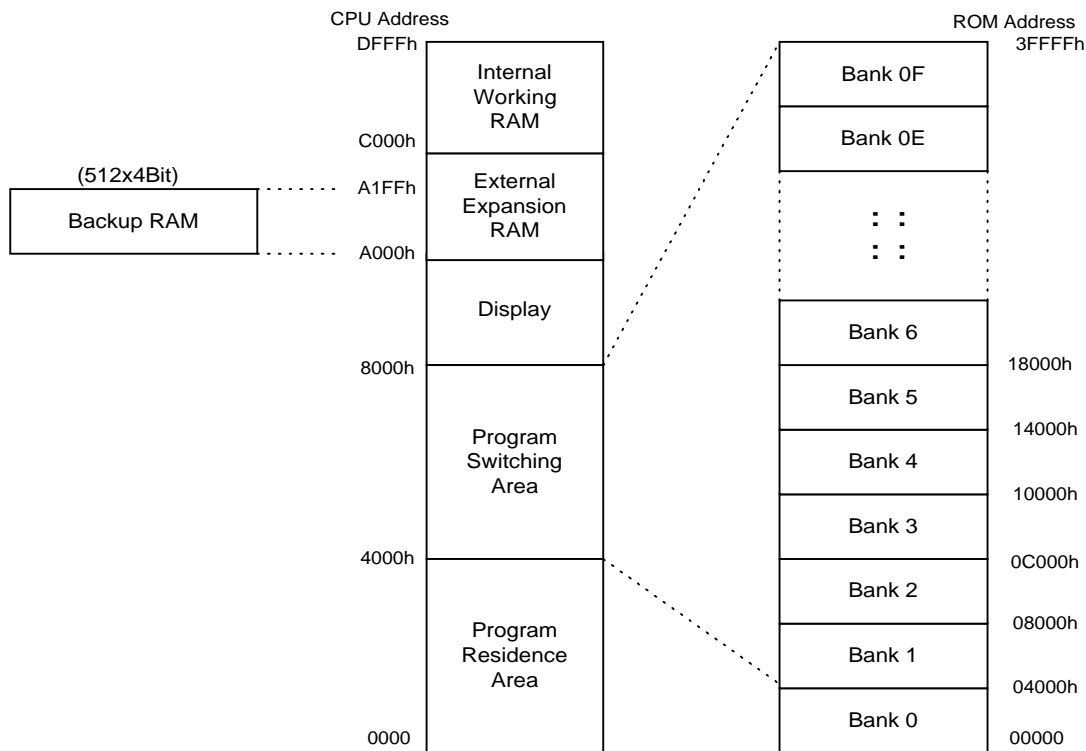 CPU Address
DFFFh
Internal
Working
RAM
C000h
(512x4Bit)
Backup RAM
A1FFh
External
Expansion
RAM
A000h
Display
8000h
Program
Switching
Area
4000h
Program
Residence
Area
0000
ROM Address
3FFFFh
Bank 0F
Bank 0E
: :
: :
Bank 6
18000h
Bank 5
14000h
Bank 4
10000h
Bank 3
0C000h
Bank 2
08000h
Bank 1
04000h
Bank 0
00000